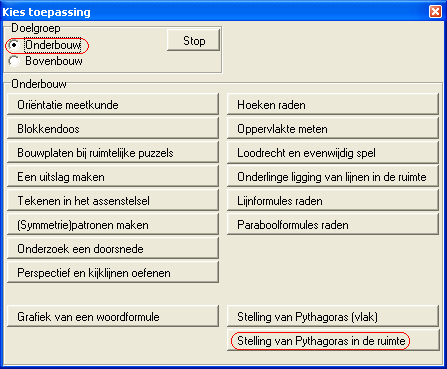 Kies toepassing
Doelgroep
Onderbouw
Stop
Bovenbouw
Onderbouw
Oriëntatie meetkunde
Hoeken raden
Blokkendoos
Oppervlakte meten
Bouwplaten bij ruimtelijke puzzels
Loodrecht en evenwijdig spel
Een uitslag maken
Onderlinge ligging van lijnen in de ruimte
Tekenen in het assenstelsel
Lijnformules raden
(Symmetrie)patronen maken
Paraboolformules raden
Onderzoek een doorsnede
Perspectief en kijklijnen oefenen
Grafiek van een woordformule
Stelling van Pythagoras (vlak)
Stelling van Pythagoras in de ruimte